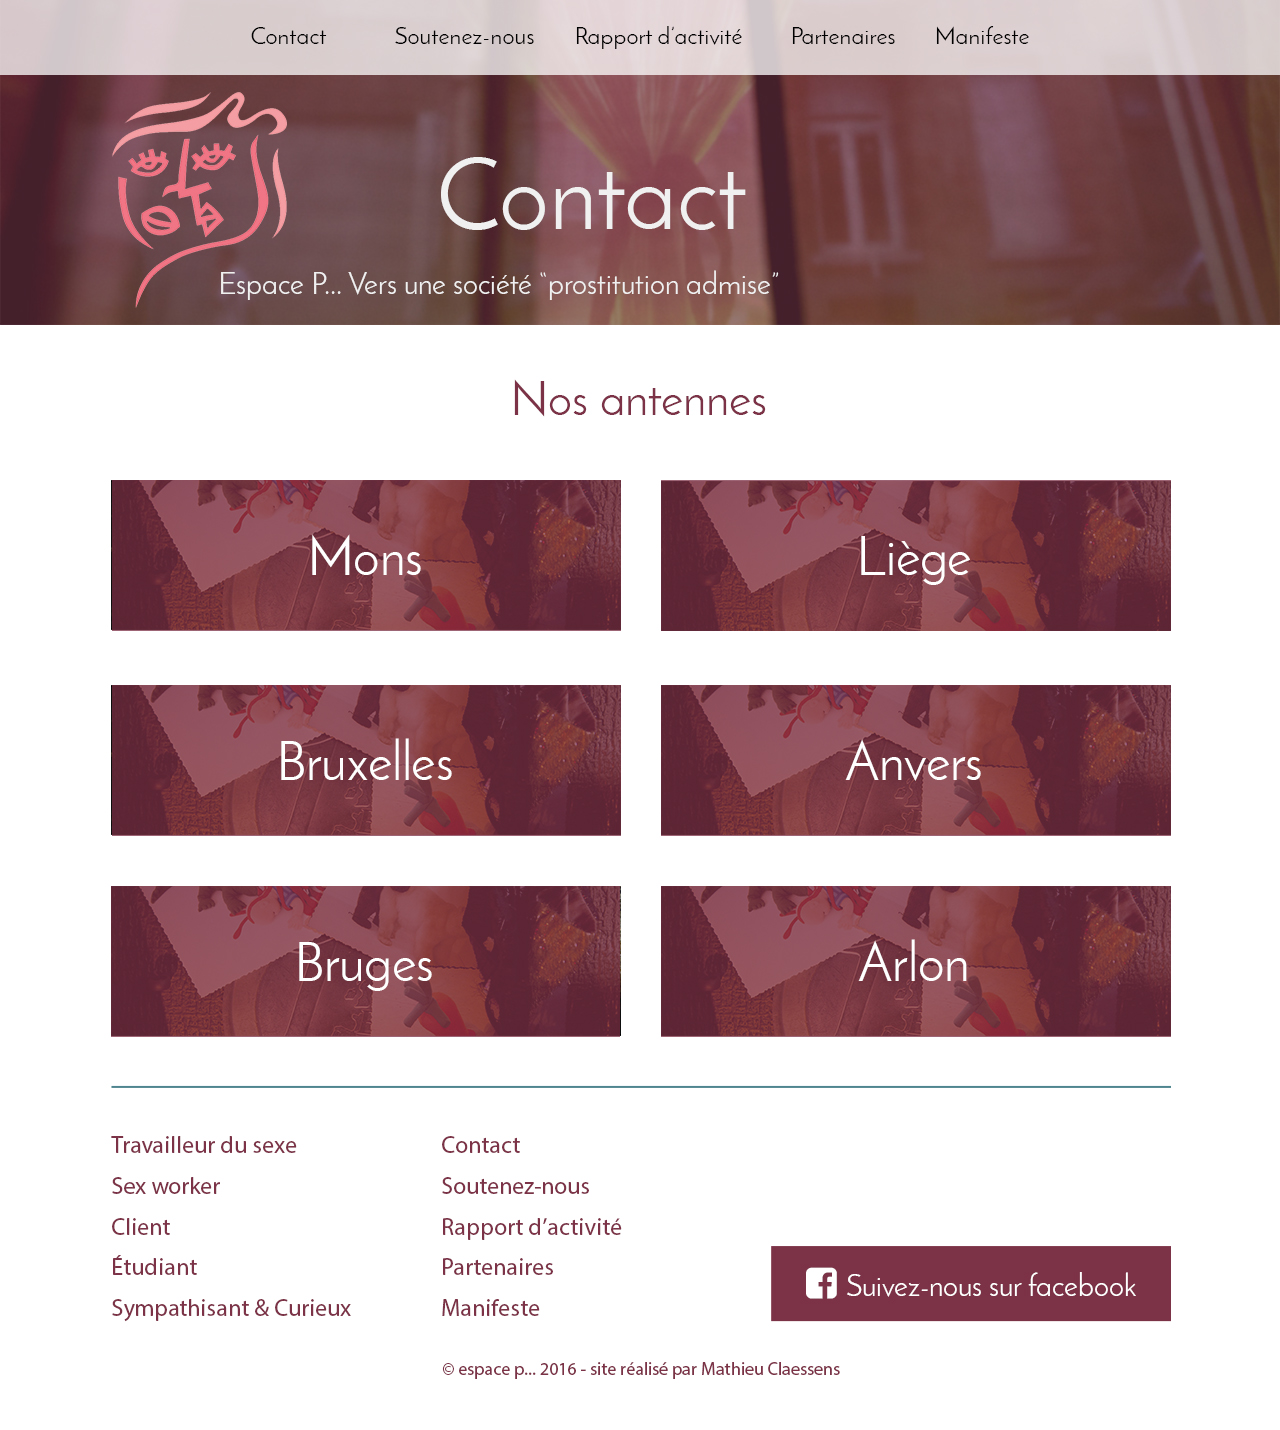 Contact Soutenez-nous Rapport d’activité Partenaires Manifeste
Contact
Espace P... Vers une société “prostitution admise”
Nos antennes
Mons
Liège
Bruxelles
Anvers
Bruges
Arlon
Travailleur du sexe
Sex worker
Client
Étudiant
Sympathisant & Curieux
Contact
Soutenez-nous
Rapport d’activité
Partenaires
Manifeste
Suivez-nous sur facebook
© espace p... 2016 - site réalisé par Mathieu Claessens